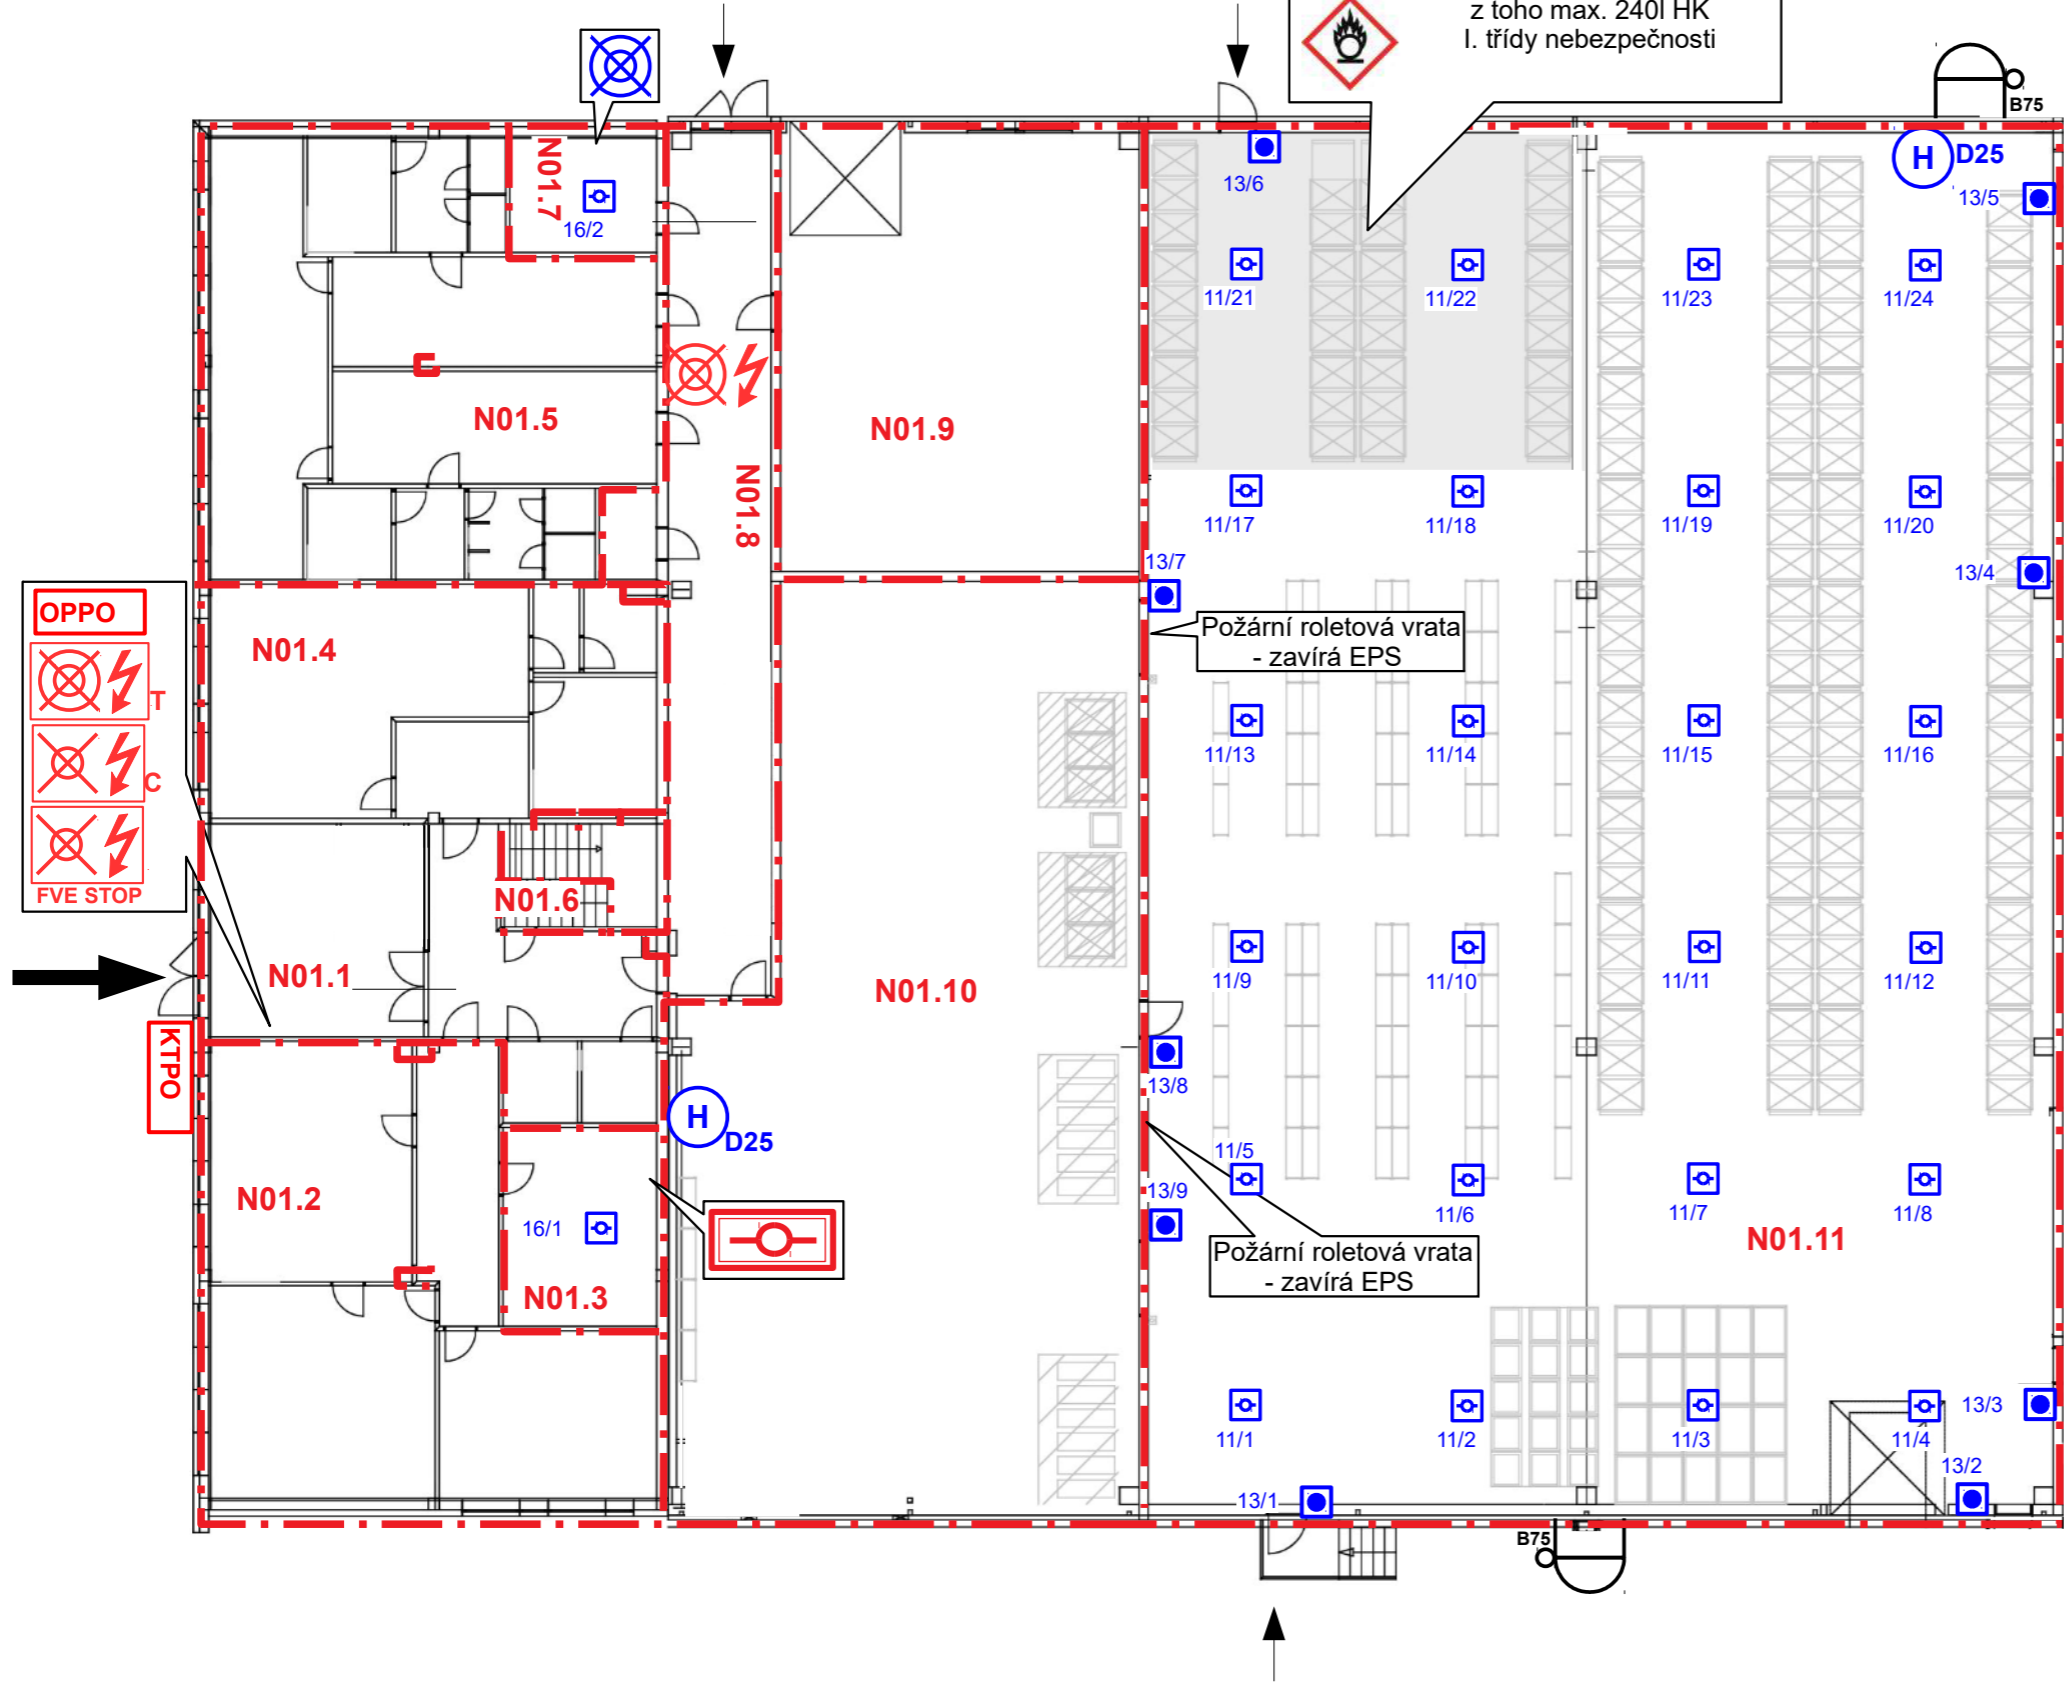 z toho max. 240l HK
I. třídy nebezpečnosti
B75
H D25
N01.7
16/2
13/6
13/5
11/21
11/22
11/23
11/24
N01.5
N01.9
N01.8
11/17
11/18
11/19
11/20
13/7
13/4
OPPO
T
C
FVE STOP
N01.4
Požární roletová vrata
- zavírá EPS
11/13
11/14
11/15
11/16
N01.6
N01.1
N01.10
11/9
11/10
11/11
11/12
KTPO
13/8
H
D25
11/5
N01.2
13/9
16/1
11/6
11/7
11/8
N01.11
Požární roletová vrata
- zavírá EPS
N01.3
11/1
11/2
11/3
11/4
13/3
13/2
13/1
B75